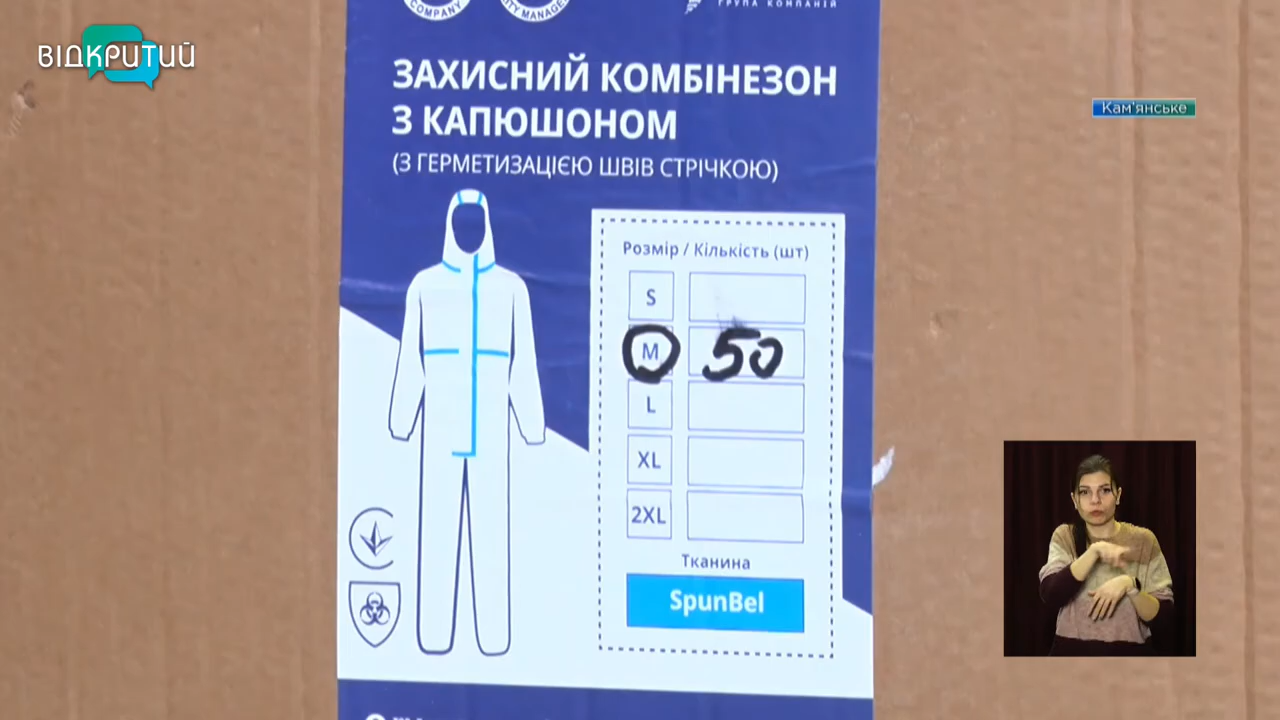 COMPANY
ГРУПА КОМПАНІЙ
ВІДКРИТИЙ
ЗАХИСНИЙ КОМБІНЕЗОН
З КАПЮШОНОМ
(З ГЕРМЕТИЗАЦІЄЮ ШВІВ СТРІЧКОЮ)
Кам'янське
Розмір / Кількість (шт)
S
M 50
L
XL
2XL
Тканина
SpunBel